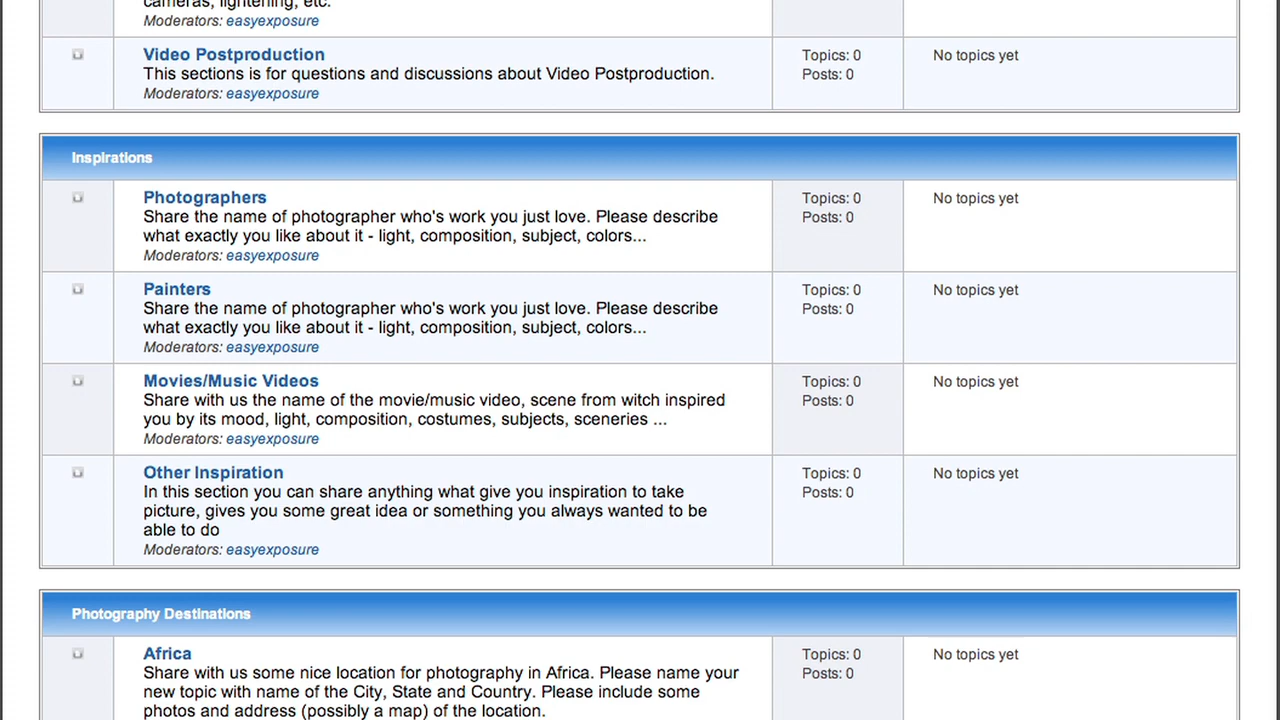 cameras, lightening, etc.
Moderators: easyexposure
Video Postproduction
This sections is for questions and discussions about Video Postproduction.
Moderators: easyexposure
Topics: 0
Posts: 0
No topics yet
Inspirations
Photographers
Share the name of photographer who's work you just love. Please describe
what exactly you like about it - light, composition, subject, colors...
Moderators: easyexposure
Topics: 0
Posts: 0
No topics yet
Painters
Share the name of photographer who's work you just love. Please describe
what exactly you like about it - light, composition, subject, colors...
Moderators: easyexposure
Topics: 0
Posts: 0
No topics yet
Movies/Music Videos
Share with us the name of the movie/music video, scene from witch inspired
you by its mood, light, composition, costumes, subjects, sceneries ...
Moderators: easyexposure
Topics: 0
Posts: 0
No topics yet
Other Inspiration
In this section you can share anything what give you inspiration to take
picture, gives you some great idea or something you always wanted to be
able to do
Moderators: easyexposure
Topics: 0
Posts: 0
No topics yet
Photography Destinations
Africa
Share with us some nice location for photography in Africa. Please name your
new topic with name of the City, State and Country. Please include some
photos and address (possibly a map) of the location.
Topics: 0
Posts: 0
No topics yet